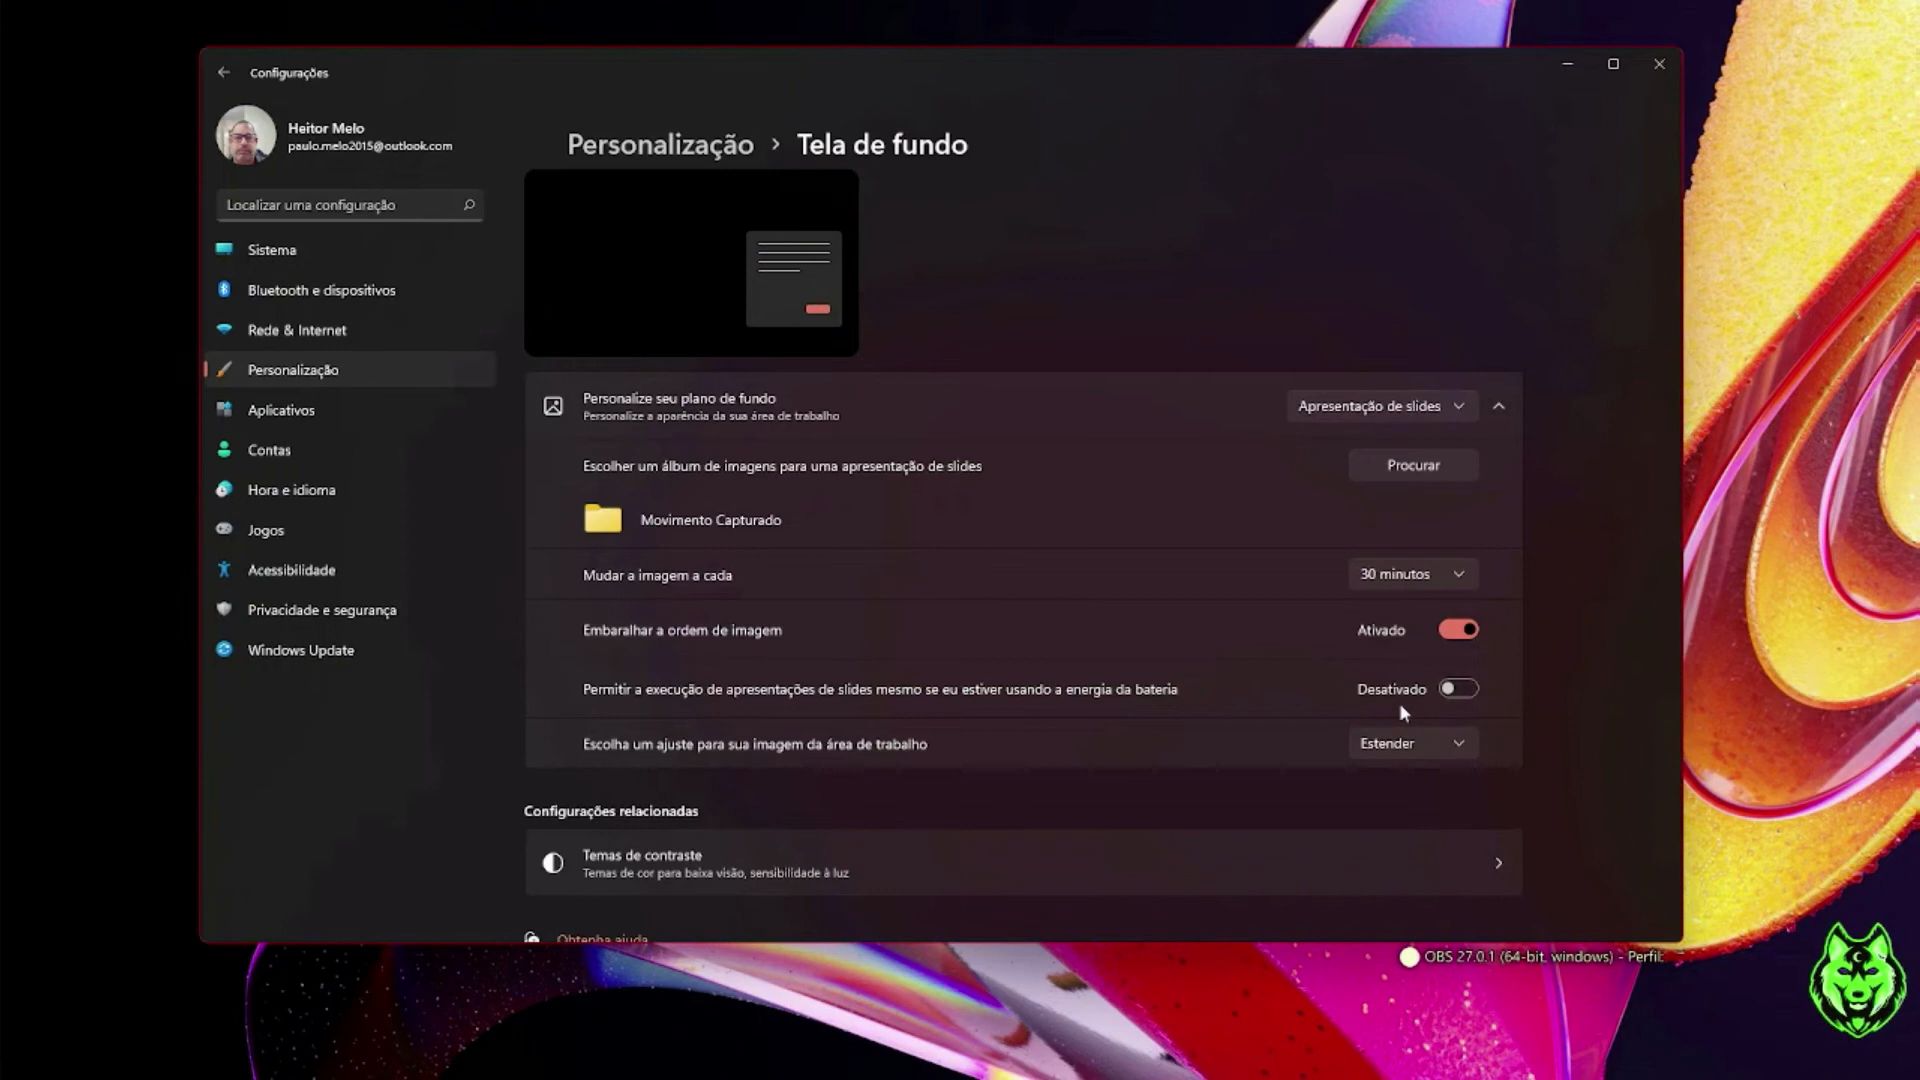 Configurações
Heitor Melo
paulo.melo2015@outlook.com
Localizar uma configuração
Sistema
Bluetooth e dispositivos
Rede & Internet
Personalização
Aplicativos
Contas
Hora e idioma
Jogos
Acessibilidade
Privacidade e segurança
Windows Update
Personalização › Tela de fundo
Personalize seu plano de fundo
Personalize a aparência da sua área de trabalho
Apresentação de slides
Escolher um álbum de imagens para uma apresentação de slides
Procurar
Movimento Capturado
Mudar a imagem a cada
30 minutos
Embaralhar a ordem de imagem
Ativado
Permitir a execução de apresentações de slides mesmo se eu estiver usando a energia da bateria
Desativado
Escolha um ajuste para sua imagem da área de trabalho
Estender
Configurações relacionadas
Temas de contraste
Temas de cor para baixa visão, sensibilidade à luz
Obtenha ajuda
OBS 27.0.1 (64-bit, windows) - Perfil: